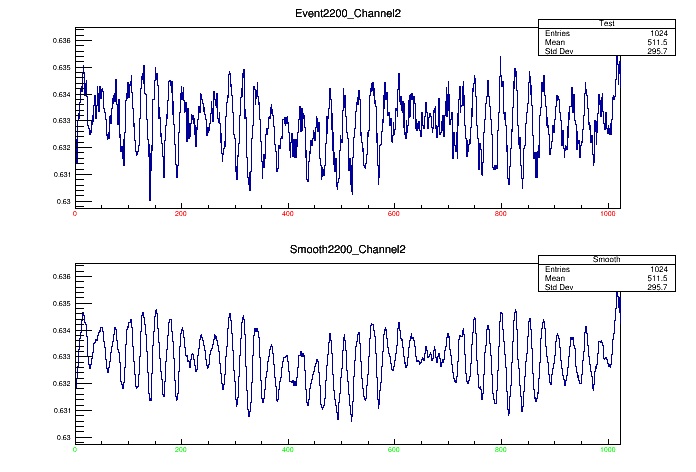 Event2200_Channel2
Test
Entries 1024
Mean 511.5
Std Dev 295.7
0.636
0.635
0.634
0.633
0.632
0.631
0.63
0 200 400 600 800 1000
Smooth2200_Channel2
Smooth
Entries 1024
Mean 511.5
Std Dev 295.7
0.636
0.635
0.634
0.633
0.632
0.631
0.63
0 200 400 600 800 1000